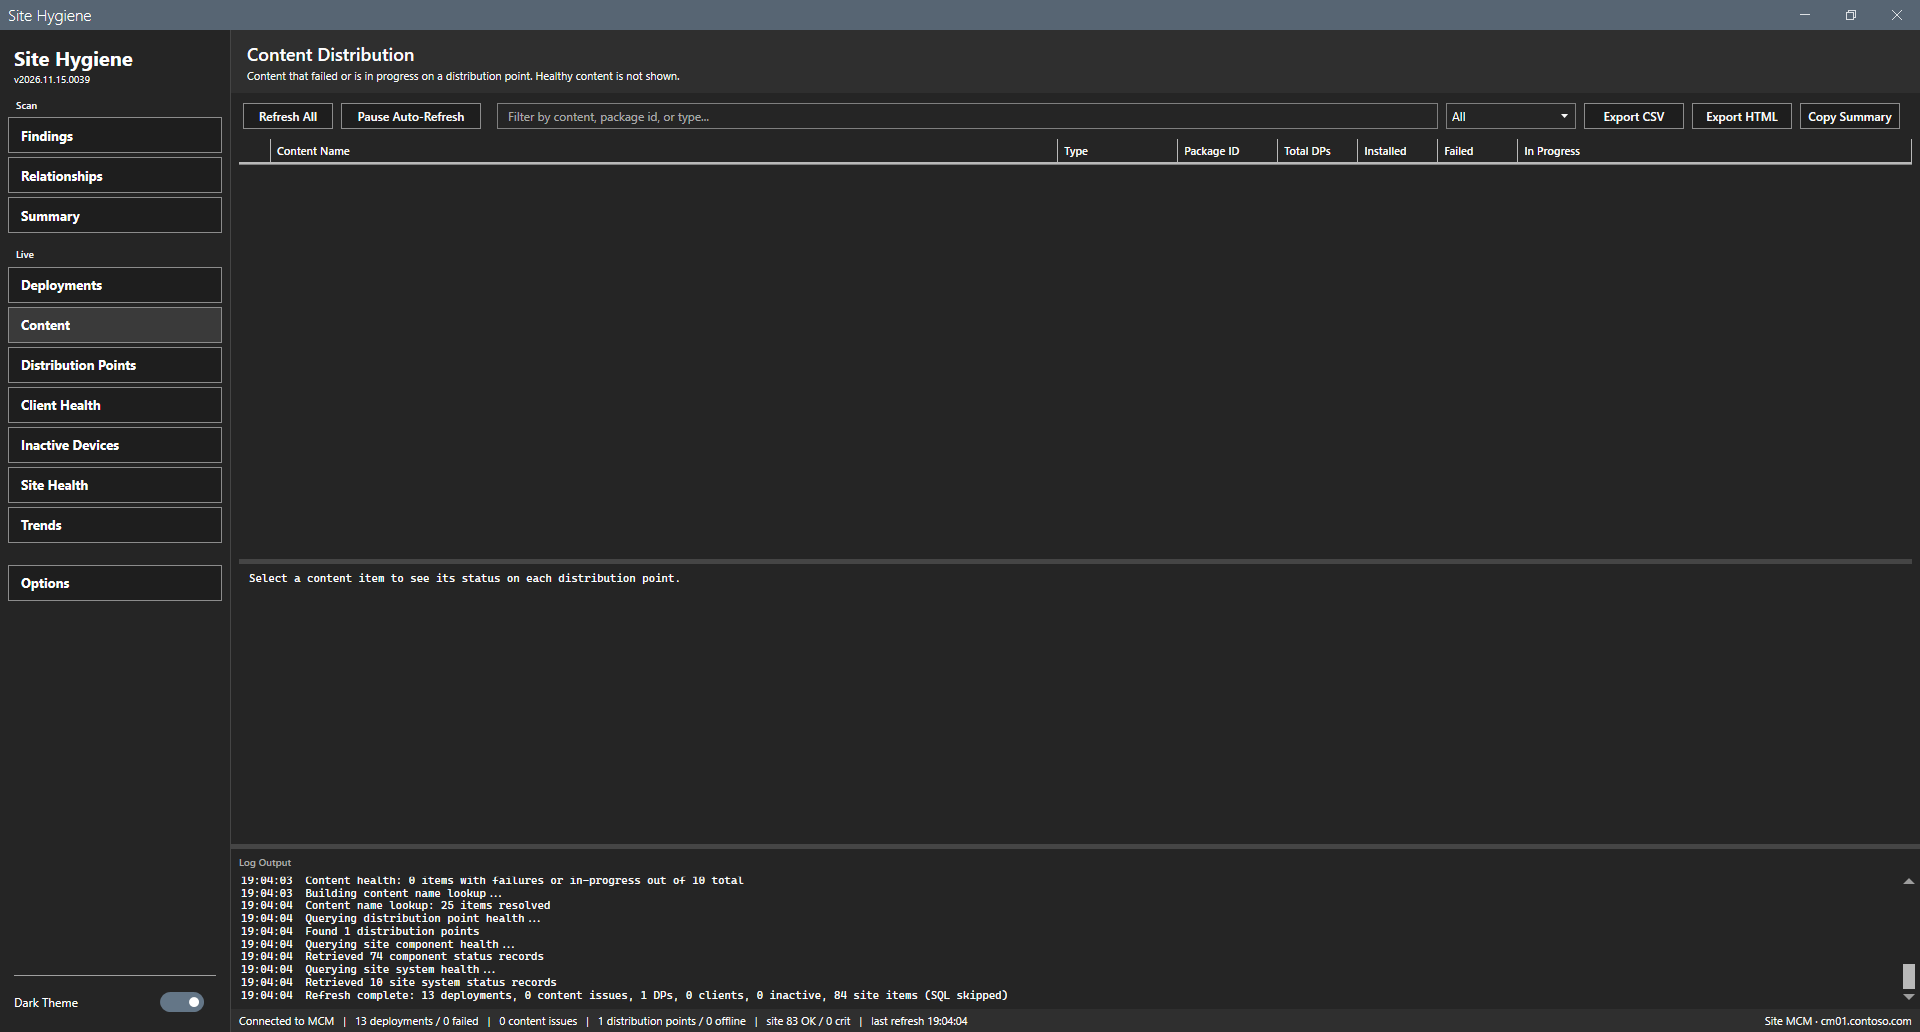 Site Hygiene
Site Hygiene
v2026.11.15.0039
Scan
Findings
Relationships
Summary
Live
Deployments
Content
Distribution Points
Client Health
Inactive Devices
Site Health
Trends
Options
Dark Theme
Content Distribution
Content that failed or is in progress on a distribution point. Healthy content is not shown.
Refresh All Pause Auto-Refresh Filter by content, package id, or type... All Export CSV Export HTML Copy Summary
Content Name Type Package ID Total DPs Installed Failed In Progress
Select a content item to see its status on each distribution point.
Log Output
19:04:03 Content health: 0 items with failures or in-progress out of 10 total
19:04:03 Building content name lookup...
19:04:04 Content name lookup: 25 items resolved
19:04:04 Querying distribution point health...
19:04:04 Found 1 distribution points
19:04:04 Querying site component health...
19:04:04 Retrieved 74 component status records
19:04:04 Querying site system health...
19:04:04 Retrieved 10 site system status records
19:04:04 Refresh complete: 13 deployments, 0 content issues, 1 DPs, 0 clients, 0 inactive, 84 site items (SQL skipped)
Connected to MCM | 13 deployments / 0 failed | 0 content issues | 1 distribution points / 0 offline | site 83 OK / 0 crit | last refresh 19:04:04
Site MCM · cm01.contoso.com